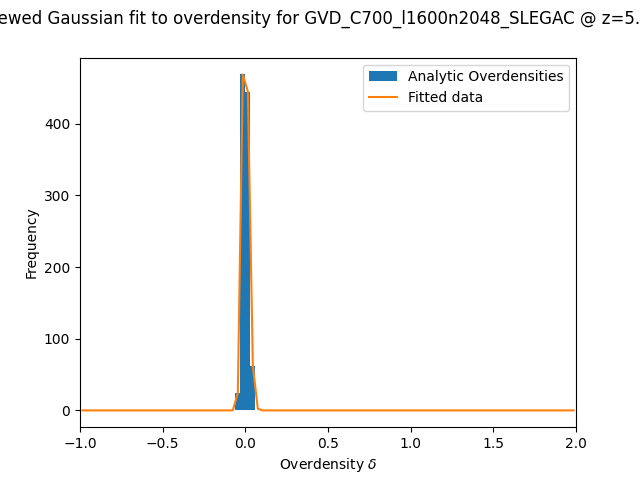 ewed Gaussian fit to overdensity for GVD_C700_l1600n2048_SLEGAC @ z=5.
Analytic Overdensities
Fitted data
Frequency
400
300
200
100
0
−1.0 −0.5 0.0 0.5 1.0 1.5 2.0
Overdensity δ